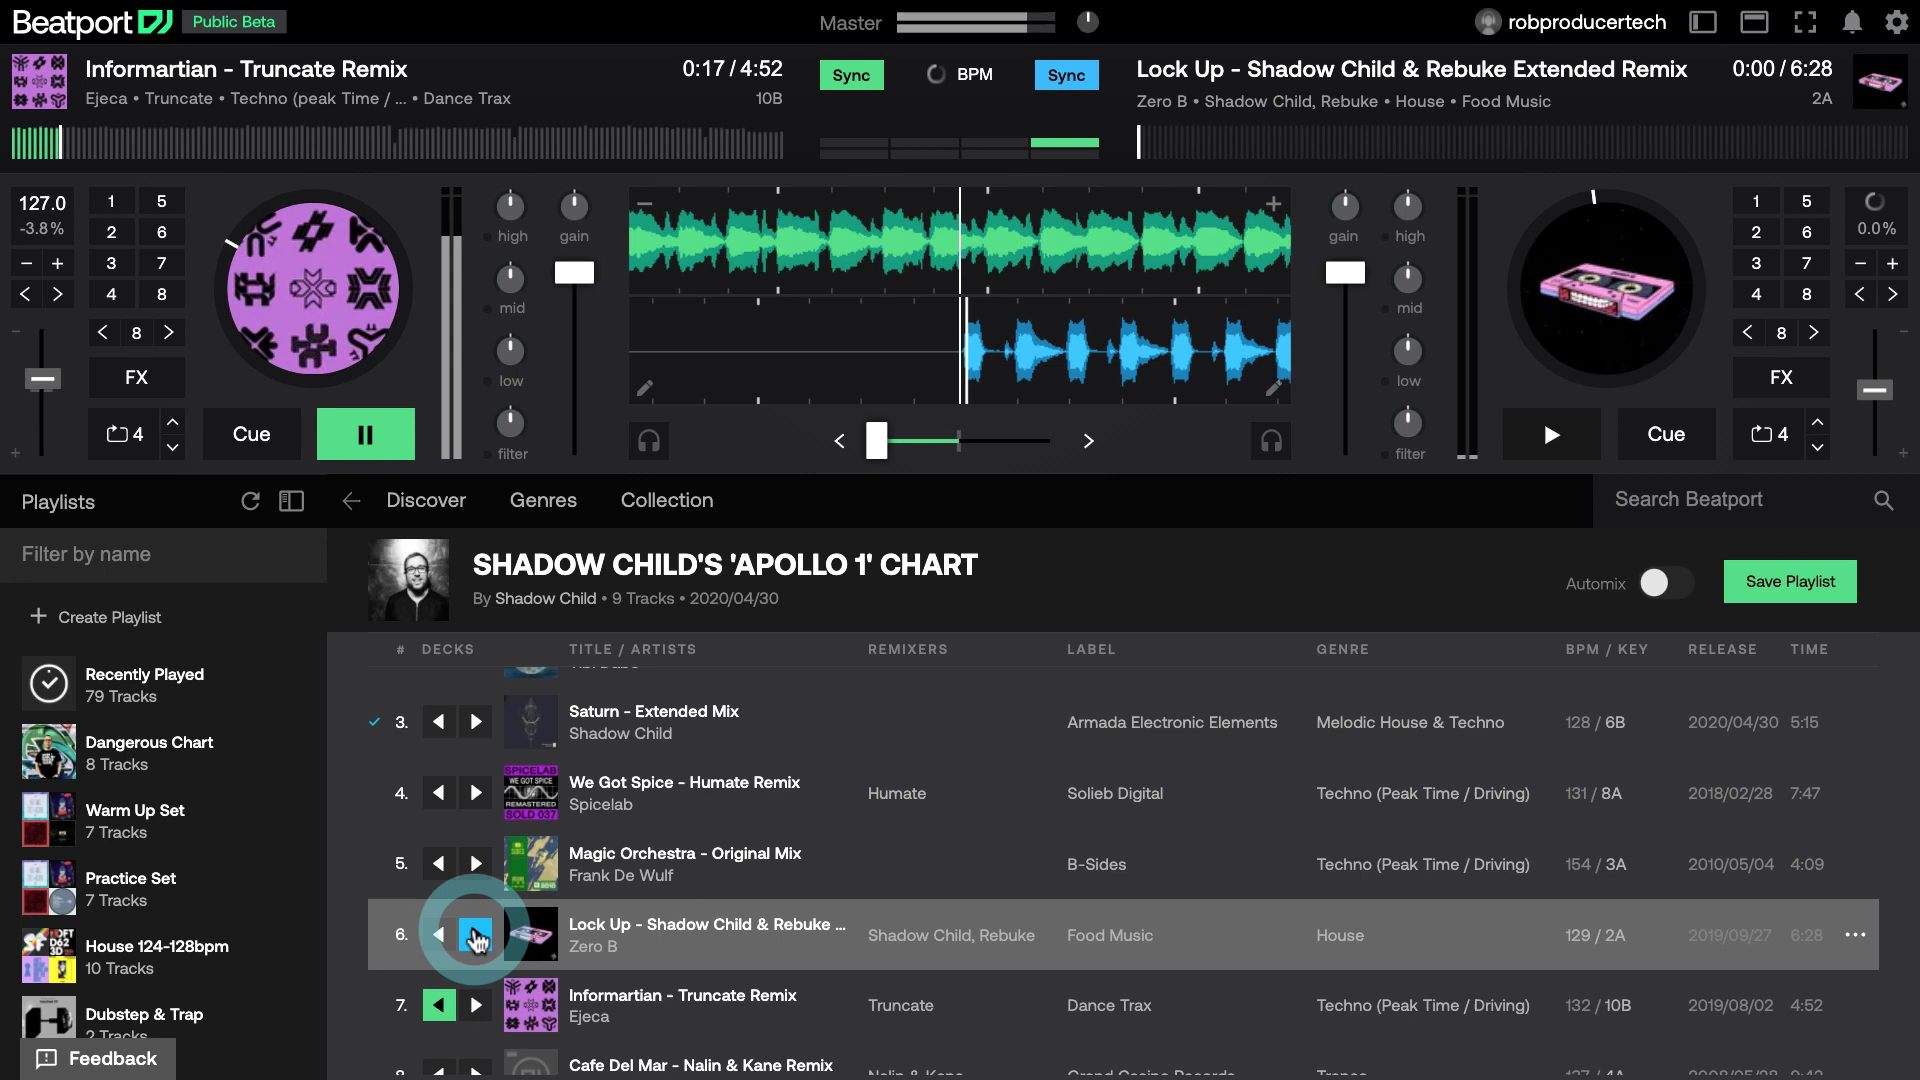 Beatport DJ Public Beta
Master
robproducertech
Informartian - Truncate Remix
0:17 / 4:52
Ejeca • Truncate • Techno (peak Time / ... • Dance Trax
10B
Sync
BPM
Sync
Lock Up - Shadow Child & Rebuke Extended Remix
0:00 / 6:28
Zero B • Shadow Child, Rebuke • House • Food Music
2A
127.0
-3.8%
1 5
2 6
3 7
4 8
8
FX
4
Cue
high
mid
low
filter
gain
gain
high
mid
low
filter
Cue
1 5
2 6
3 7
4 8
8
FX
4
0.0%
Playlists
Discover
Genres
Collection
Search Beatport
Filter by name
Create Playlist
Recently Played
79 Tracks
Dangerous Chart
8 Tracks
Warm Up Set
7 Tracks
Practice Set
7 Tracks
House 124-128bpm
10 Tracks
Dubstep & Trap
2 Tracks
Feedback
SHADOW CHILD'S 'APOLLO 1' CHART
By Shadow Child • 9 Tracks • 2020/04/30
Automix
Save Playlist
# DECKS TITLE / ARTISTS REMIXERS LABEL GENRE BPM / KEY RELEASE TIME
3. Saturn - Extended Mix
Shadow Child
Armada Electronic Elements Melodic House & Techno 128 / 6B 2020/04/30 5:15
SPICELAB
WE GOT SPICE
REMASTERED
SOLD 037
4. We Got Spice - Humate Remix
Spicelab
Humate Solieb Digital Techno (Peak Time / Driving) 131 / 8A 2018/02/28 7:47
5. Magic Orchestra - Original Mix
Frank De Wulf
B-Sides Techno (Peak Time / Driving) 154 / 3A 2010/05/04 4:09
6. Lock Up - Shadow Child & Rebuke ...
Zero B
Shadow Child, Rebuke Food Music House 129 / 2A 2019/09/27 6:28
7. Informartian - Truncate Remix
Ejeca
Truncate Dance Trax Techno (Peak Time / Driving) 132 / 10B 2019/08/02 4:52
Cafe Del Mar - Nalin & Kane Remix